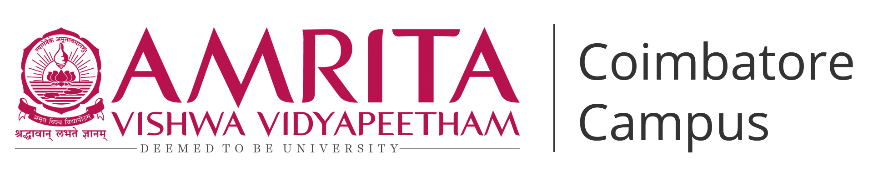 AMRITA
VISHWA VIDYAPEETHAM
श्रद्धावान् लभते ज्ञानम्
DEEMED TO BE UNIVERSITY
Coimbatore
Campus